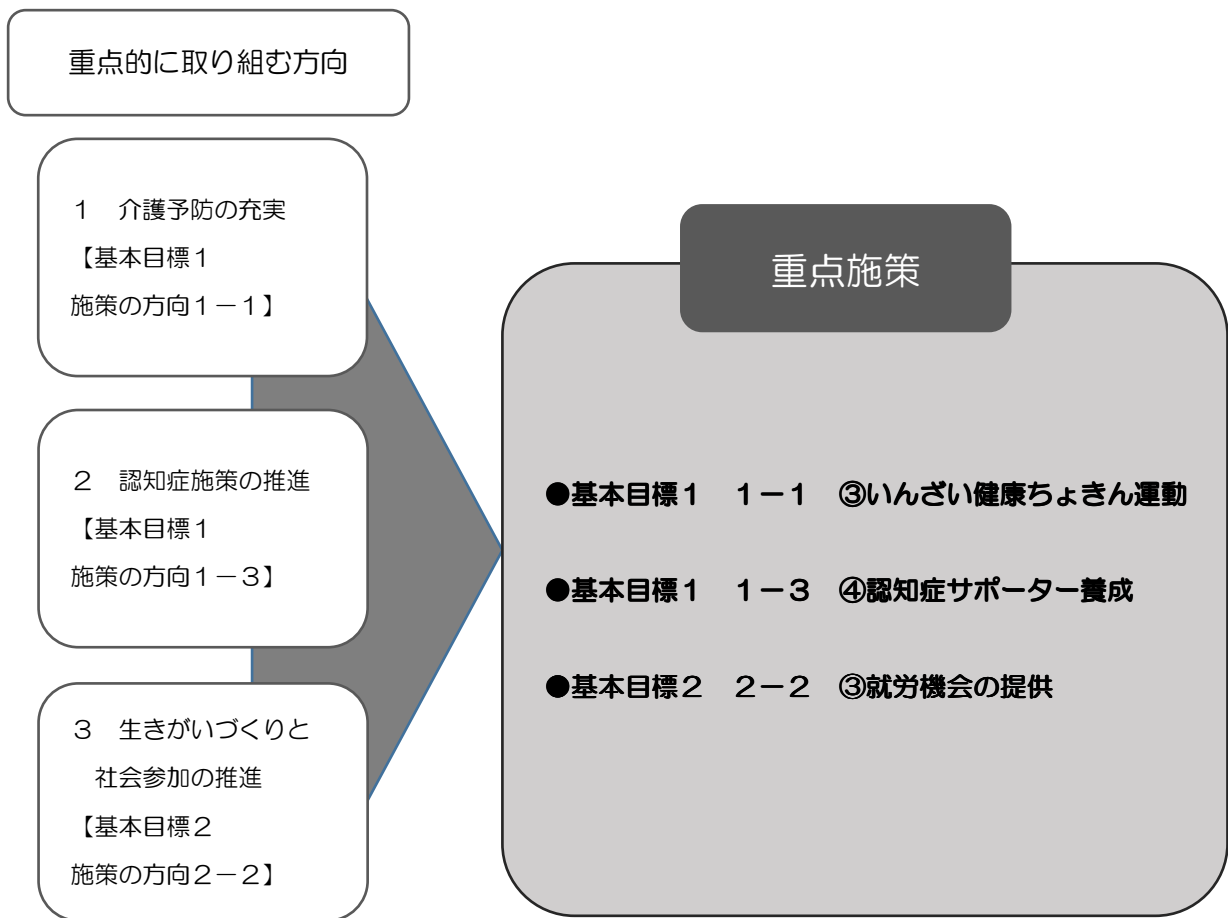 重点的に取り組む方向
１　介護予防の充実
【基本目標１
施策の方向１－１】
２　認知症施策の推進
【基本目標１
施策の方向１－３】
３　生きがいづくりと
社会参加の推進
【基本目標２
施策の方向２－２】
重点施策
●基本目標１　１－１　③いんざい健康ちょきん運動
●基本目標１　１－３　④認知症サポーター養成
●基本目標２　２－２　③就労機会の提供